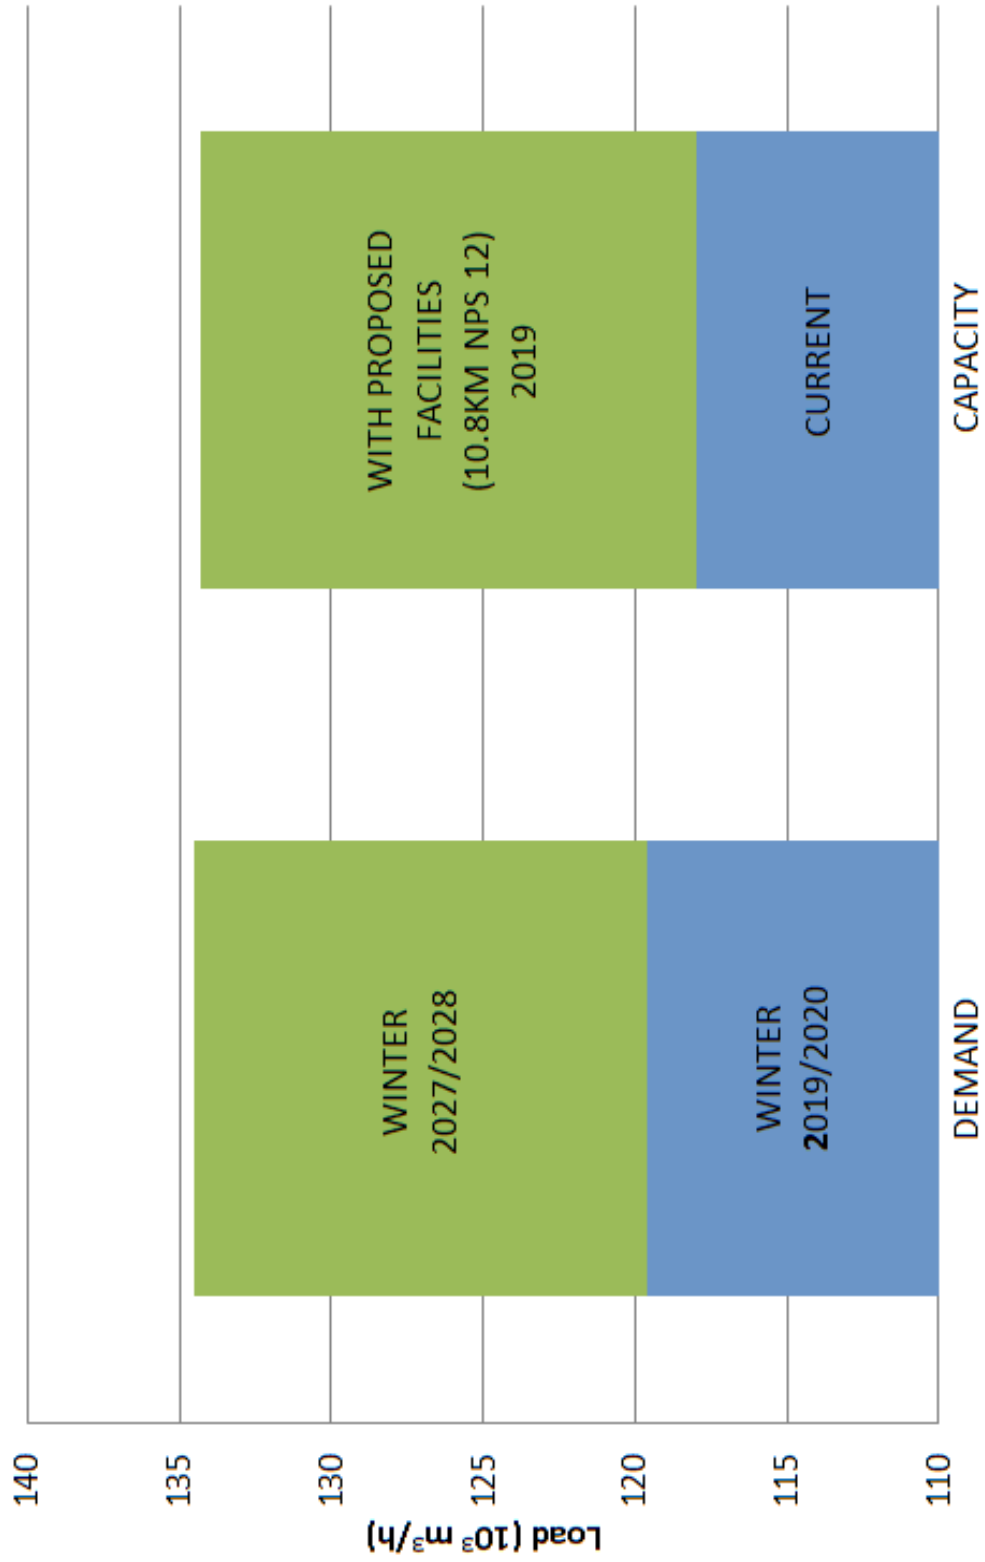 140
135
130
125
120
115
110
Load (10³ m³/h)
WINTER
2027/2028
WINTER
2019/2020
WITH PROPOSED
FACILITIES
(10.8KM NPS 12)
2019
CURRENT
DEMAND
CAPACITY